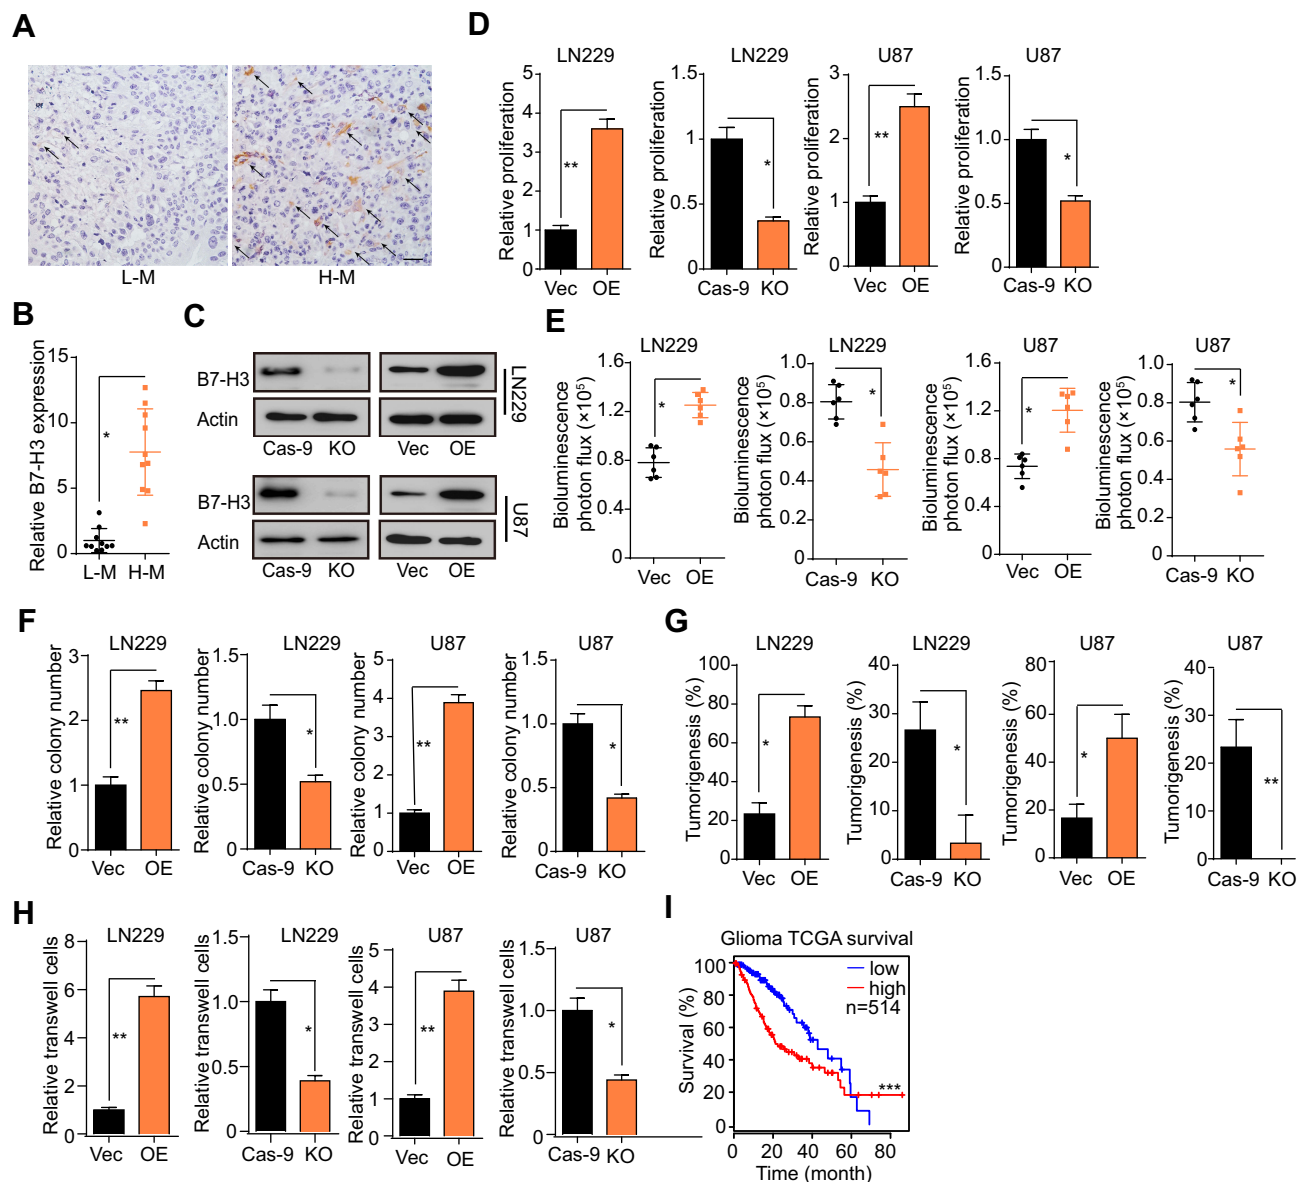 A
L-M
H-M
B
Relative B7-H3 expression
15
10
5
0
*
L-M
H-M
C
B7-H3
Actin
Cas-9
KO
Vec
OE
LN229
B7-H3
Actin
Cas-9
KO
Vec
OE
U87
D
LN229
Relative proliferation
5
4
3
2
1
0
**
Vec
OE
LN229
Relative proliferation
1.5
1
0.5
0
*
Cas-9
KO
U87
Relative proliferation
3
2
1
0
**
Vec
OE
U87
Relative proliferation
1.5
1.0
0.5
0
*
Cas-9
KO
E
LN229
Bioluminescence
photon flux (×10⁵)
1.6
1.2
0.8
0.4
0
*
Vec
OE
LN229
Bioluminescence
photon flux (×10⁵)
1.0
0.8
0.6
0.4
0.2
0
*
Cas-9
KO
U87
Bioluminescence
photon flux (×10⁵)
1.6
1.2
0.8
0.4
0
*
Vec
OE
U87
Bioluminescence
photon flux (×10⁵)
1.0
0.8
0.6
0.4
0.2
0
*
Cas-9
KO
F
LN229
Relative colony number
3
2
1
0
**
Vec
OE
LN229
Relative colony number
1.5
1.0
0.5
0
*
Cas-9
KO
U87
Relative colony number
5
4
3
2
1
0
**
Vec
OE
U87
Relative colony number
1.5
1.0
0.5
0
*
Cas-9
KO
G
LN229
Tumorigenesis (%)
100
80
60
40
20
0
*
Vec
OE
LN229
Tumorigenesis (%)
40
30
20
10
0
*
Cas-9
KO
U87
Tumorigenesis (%)
80
60
40
20
0
*
Vec
OE
U87
Tumorigenesis (%)
40
30
20
10
0
**
Cas-9
KO
H
LN229
Relative transwell cells
8
6
4
2
0
**
Vec
OE
LN229
Relative transwell cells
1.5
1.0
0.5
0
*
Cas-9
KO
U87
Relative transwell cells
5
4
3
2
1
0
**
Vec
OE
U87
Relative transwell cells
1.5
1.0
0.5
0
*
Cas-9
KO
I
Glioma TCGA survival
Survival (%)
100
80
60
40
20
0
low
high
n=514
***
0
20
40
60
80
Time (month)